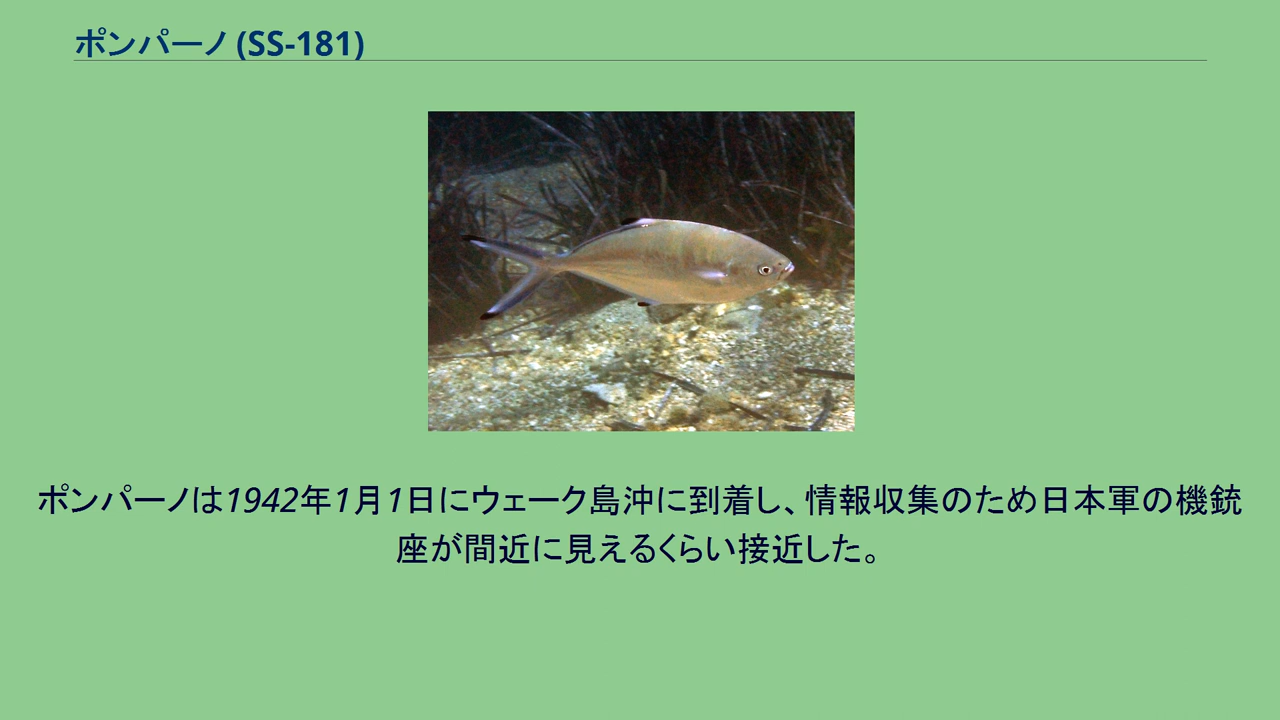 ポンパーノ (SS-181)
ポンパーノは1942年1月1日にウェーク島沖に到着し、情報収集のため日本軍の機銃
座が間近に見えるくらい接近した。